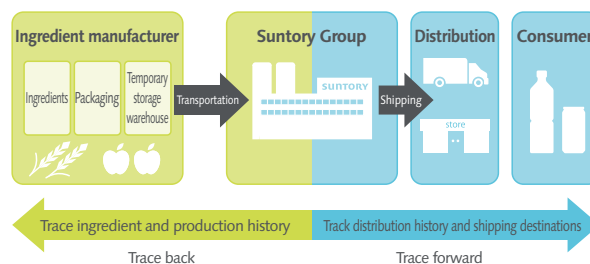 Ingredient manufacturer
Ingredients
Packaging
Temporary
storage
warehouse
Transportation
Suntory Group
SUNTORY
Shipping
Distribution
store
Consumer
Trace ingredient and production history
Track distribution history and shipping destinations
Trace back
Trace forward